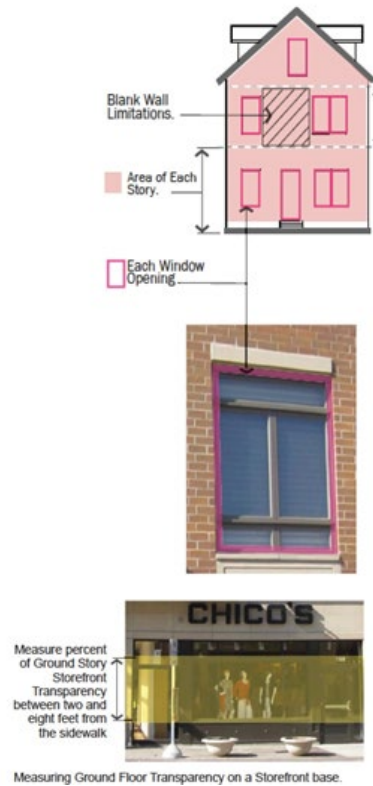 Blank Wall
Limitations.
Area of Each
Story.
Each Window
Opening
CHICO'S
Measure percent
of Ground Story
Storefront
Transparency
between two and
eight feet from
the sidewalk
Measuring Ground Floor Transparency on a Storefront base.